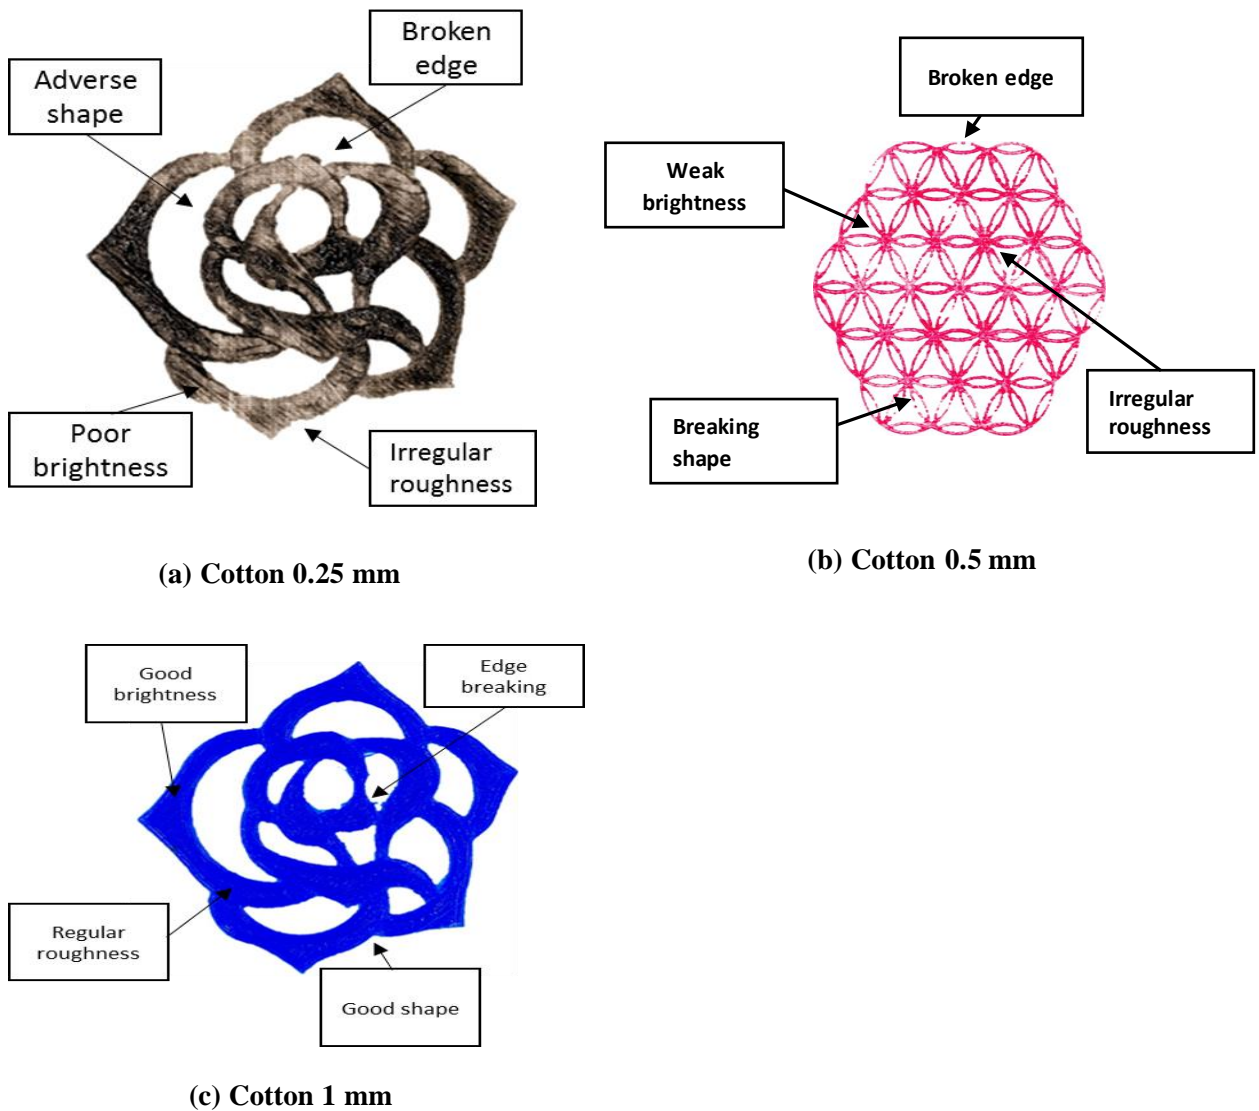 Adverse
shape
Broken
edge
Poor
brightness
Irregular
roughness
(a) Cotton 0.25 mm
Broken edge
Weak
brightness
Breaking
shape
Irregular
roughness
(b) Cotton 0.5 mm
Good
brightness
Edge
breaking
Regular
roughness
Good shape
(c) Cotton 1 mm